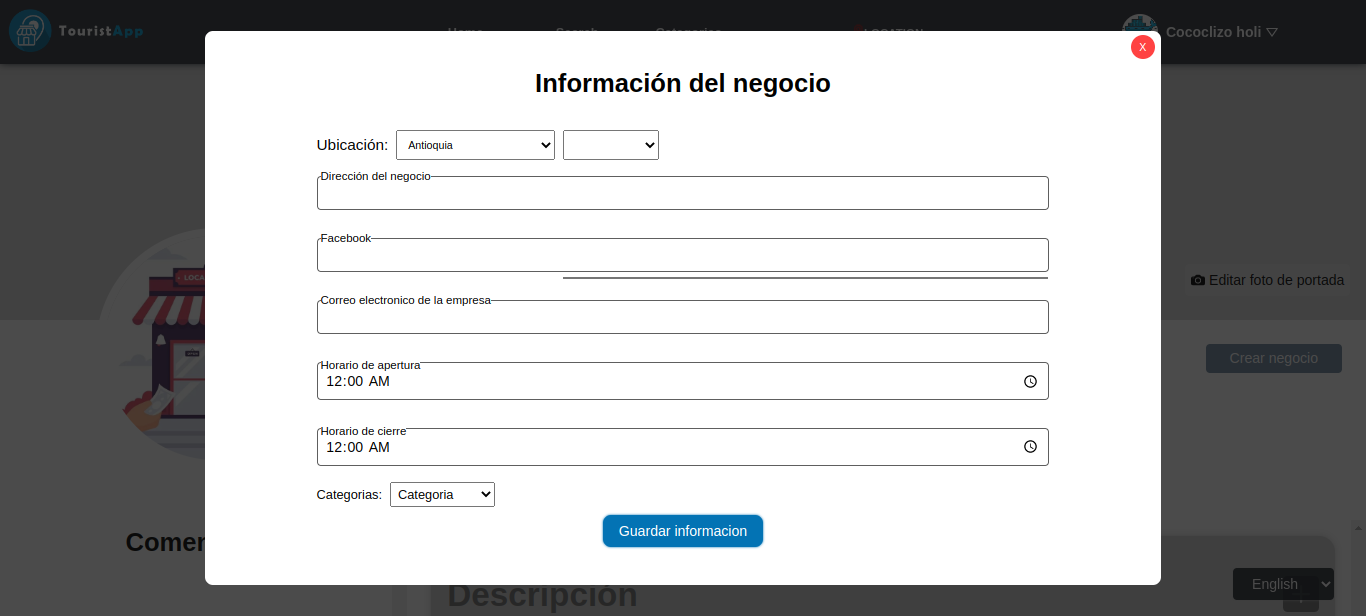 TouristApp
LOCATION
Cococlizo holi ▽
X
Información del negocio
Ubicación: Antioquia
Dirección del negocio
Facebook
Editar foto de portada
Correo electronico de la empresa
Crear negocio
Horario de apertura
12:00 AM
Horario de cierre
12:00 AM
Categorias: Categoria
Guardar informacion
Comer
English
Descripción